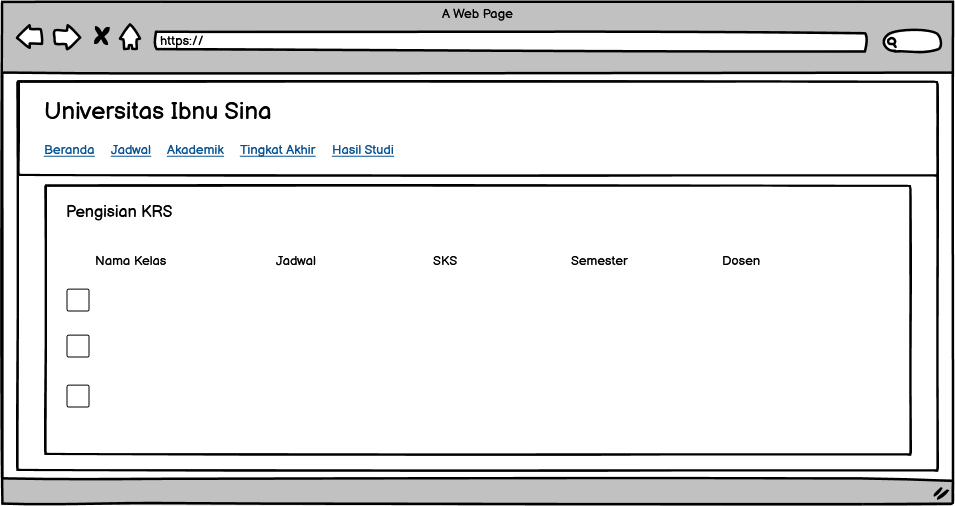 A Web Page
https://
Universitas Ibnu Sina
Beranda Jadwal Akademik Tingkat Akhir Hasil Studi
Pengisian KRS
Nama Kelas Jadwal SKS Semester Dosen